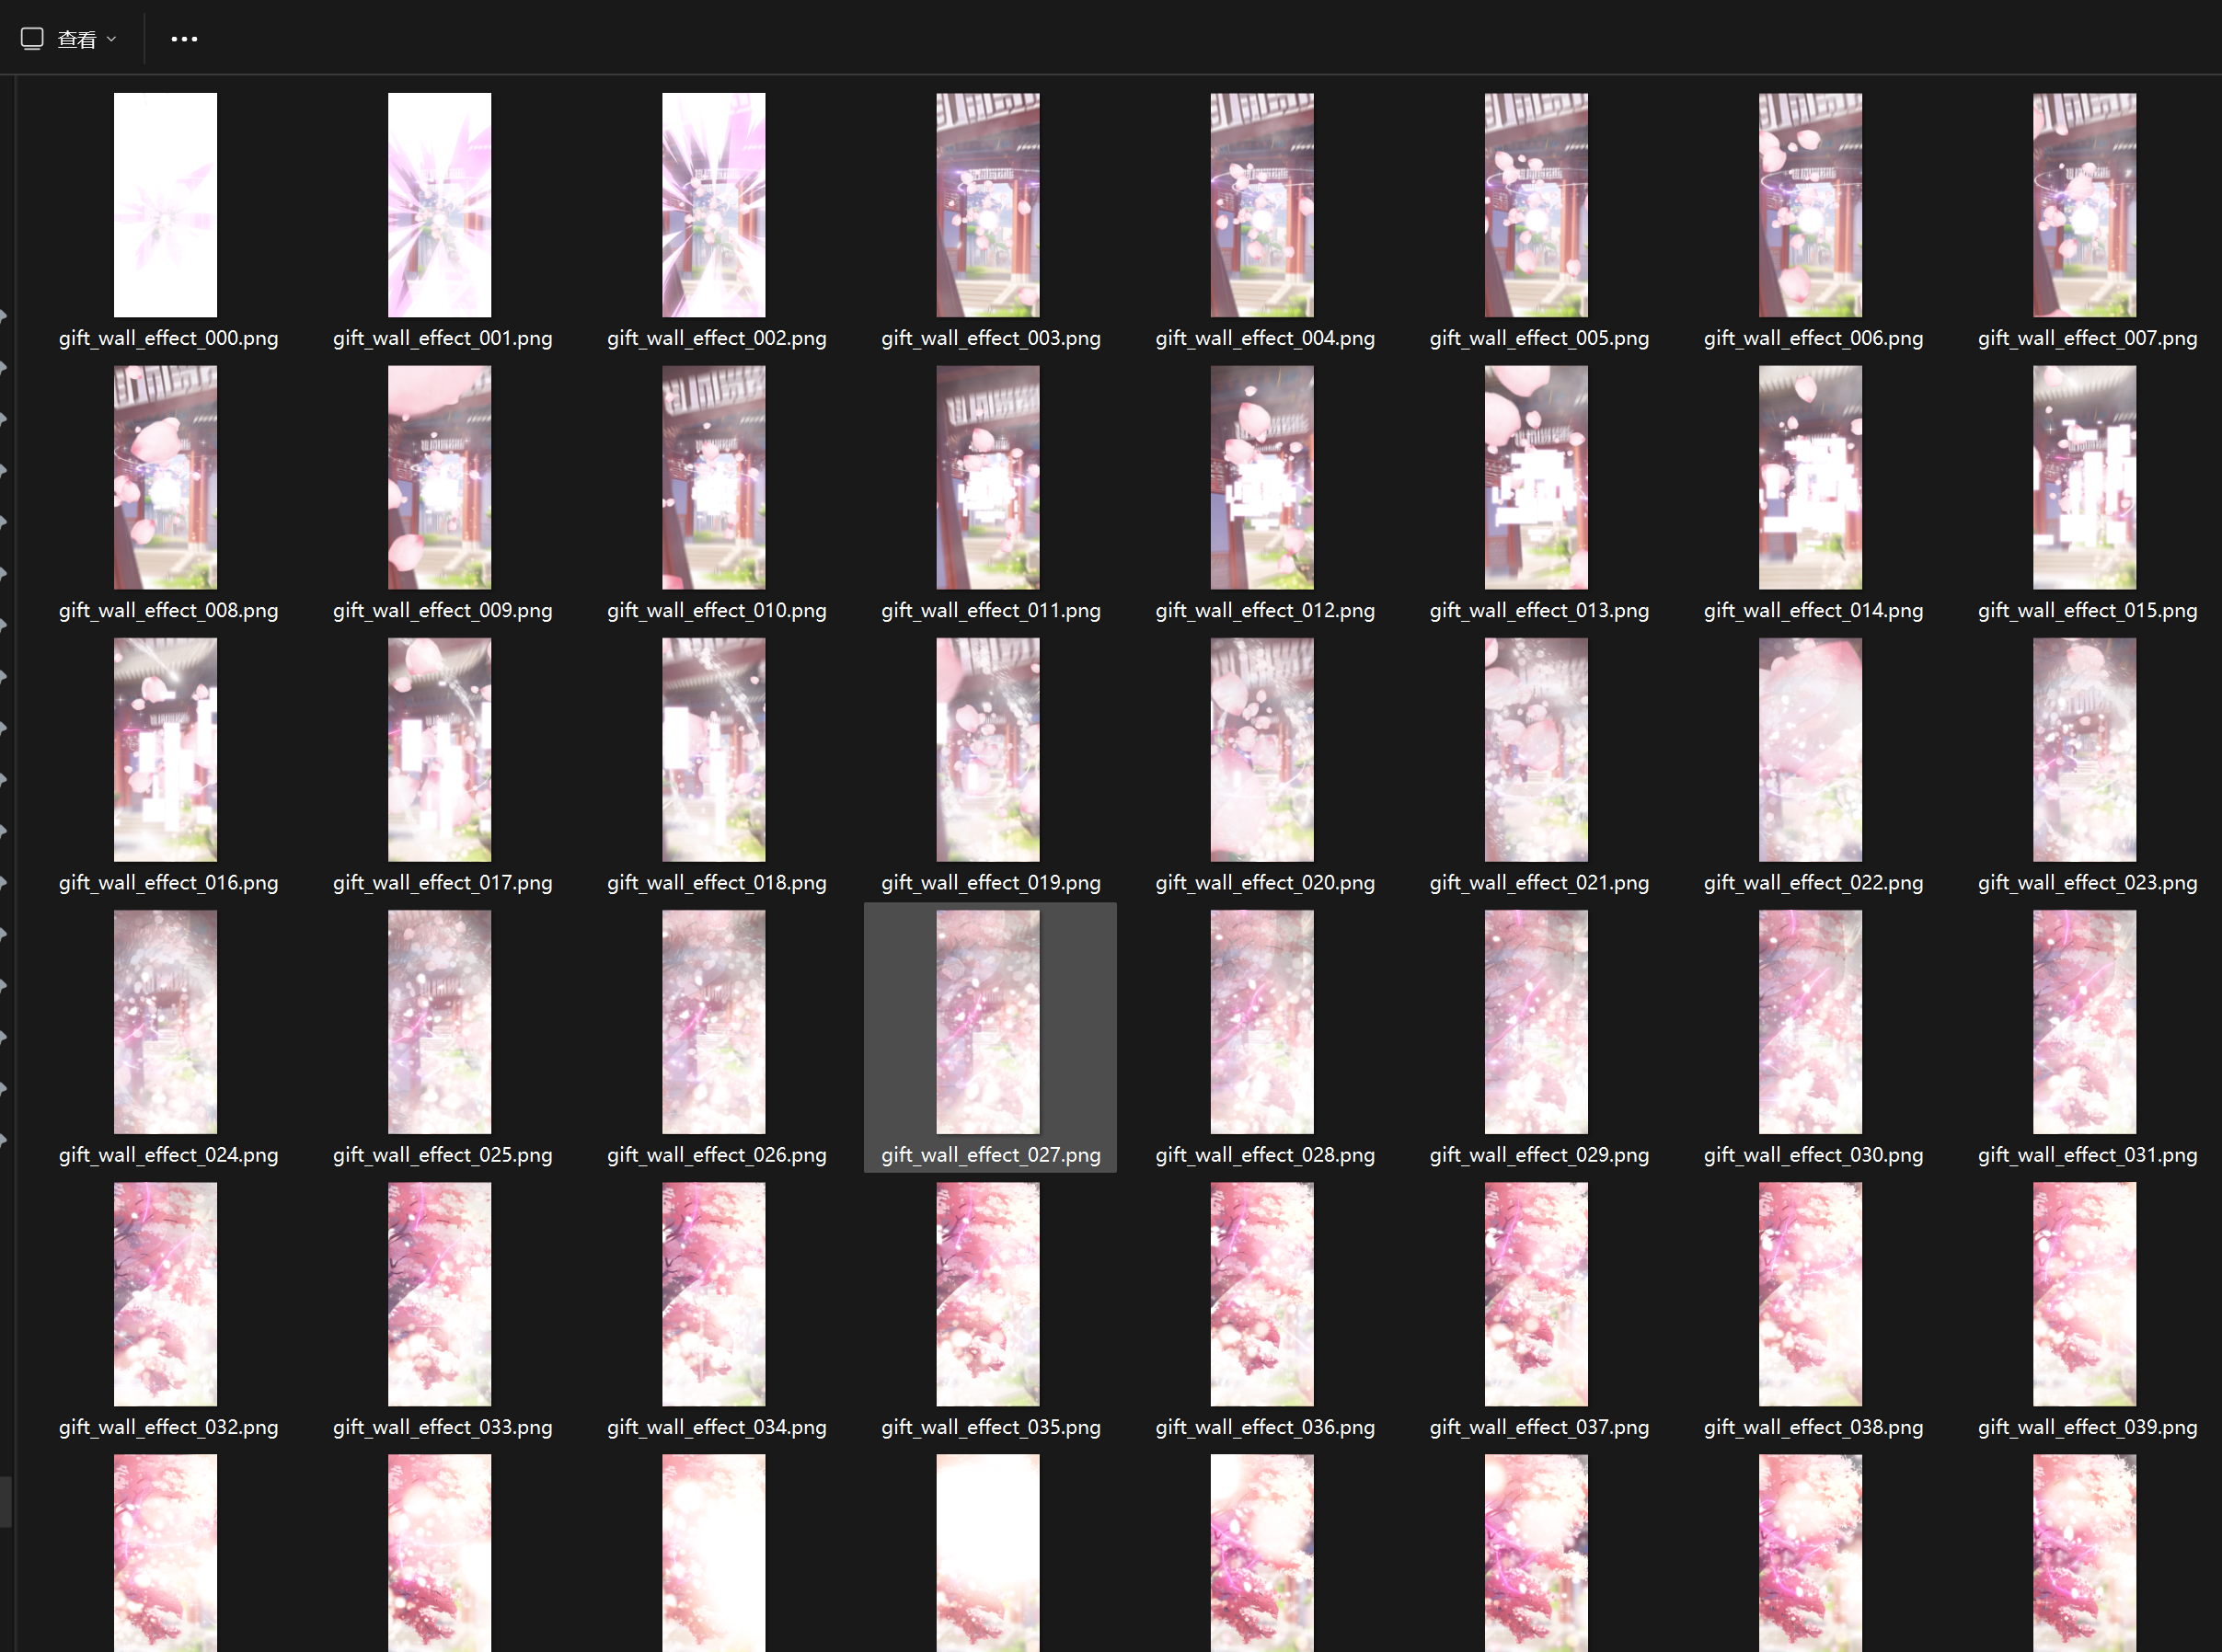 查看
gift_wall_effect_000.png gift_wall_effect_001.png gift_wall_effect_002.png gift_wall_effect_003.png gift_wall_effect_004.png gift_wall_effect_005.png gift_wall_effect_006.png gift_wall_effect_007.png
gift_wall_effect_008.png gift_wall_effect_009.png gift_wall_effect_010.png gift_wall_effect_011.png gift_wall_effect_012.png gift_wall_effect_013.png gift_wall_effect_014.png gift_wall_effect_015.png
gift_wall_effect_016.png gift_wall_effect_017.png gift_wall_effect_018.png gift_wall_effect_019.png gift_wall_effect_020.png gift_wall_effect_021.png gift_wall_effect_022.png gift_wall_effect_023.png
gift_wall_effect_024.png gift_wall_effect_025.png gift_wall_effect_026.png gift_wall_effect_027.png gift_wall_effect_028.png gift_wall_effect_029.png gift_wall_effect_030.png gift_wall_effect_031.png
gift_wall_effect_032.png gift_wall_effect_033.png gift_wall_effect_034.png gift_wall_effect_035.png gift_wall_effect_036.png gift_wall_effect_037.png gift_wall_effect_038.png gift_wall_effect_039.png